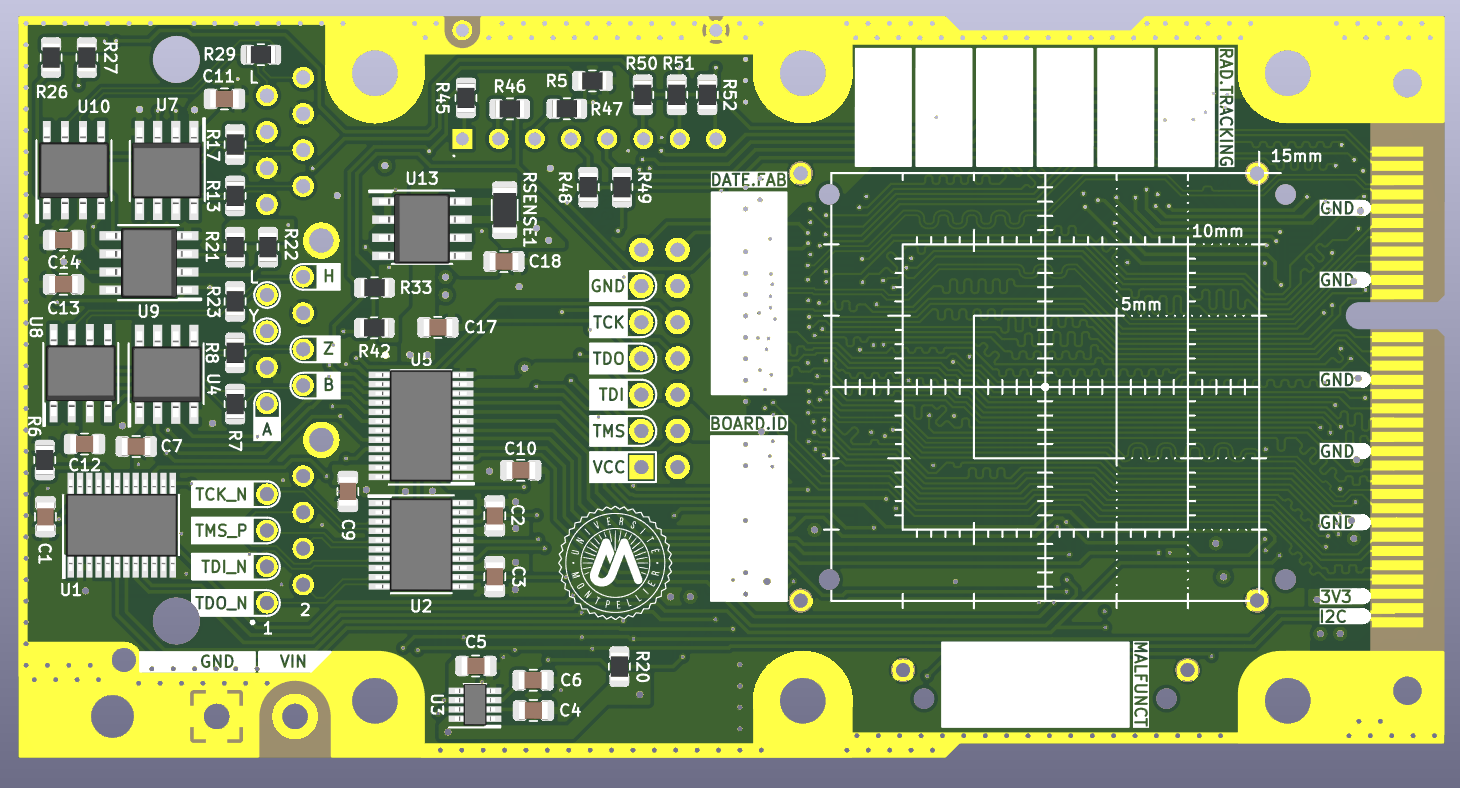 R27
R26
R29
L
C11
U10
U7
R17
R13
R21
R22
C14
C13
U9
L
H
R23
Y
Z
U8
R8
U4
B
R7
A
R6
C12
C7
C1
U1
TCK_N
TMS_P
TDI_N
TDO_N
2
1
GND
VIN
R45
R46
R5
R47
R50
R51
R52
R48
R49
U13
RSENSE1
C18
R33
R42
C17
U5
C10
C9
C2
C3
U2
GND
TCK
TDO
TDI
TMS
VCC
UNIVERSITÉ
MONTPELLIER
C5
C6
C4
U3
R20
DATE.FAB
BOARD.ID
RAD.TRACKING
15mm
10mm
5mm
MALFUNCT
GND
GND
GND
GND
GND
3V3
I2C